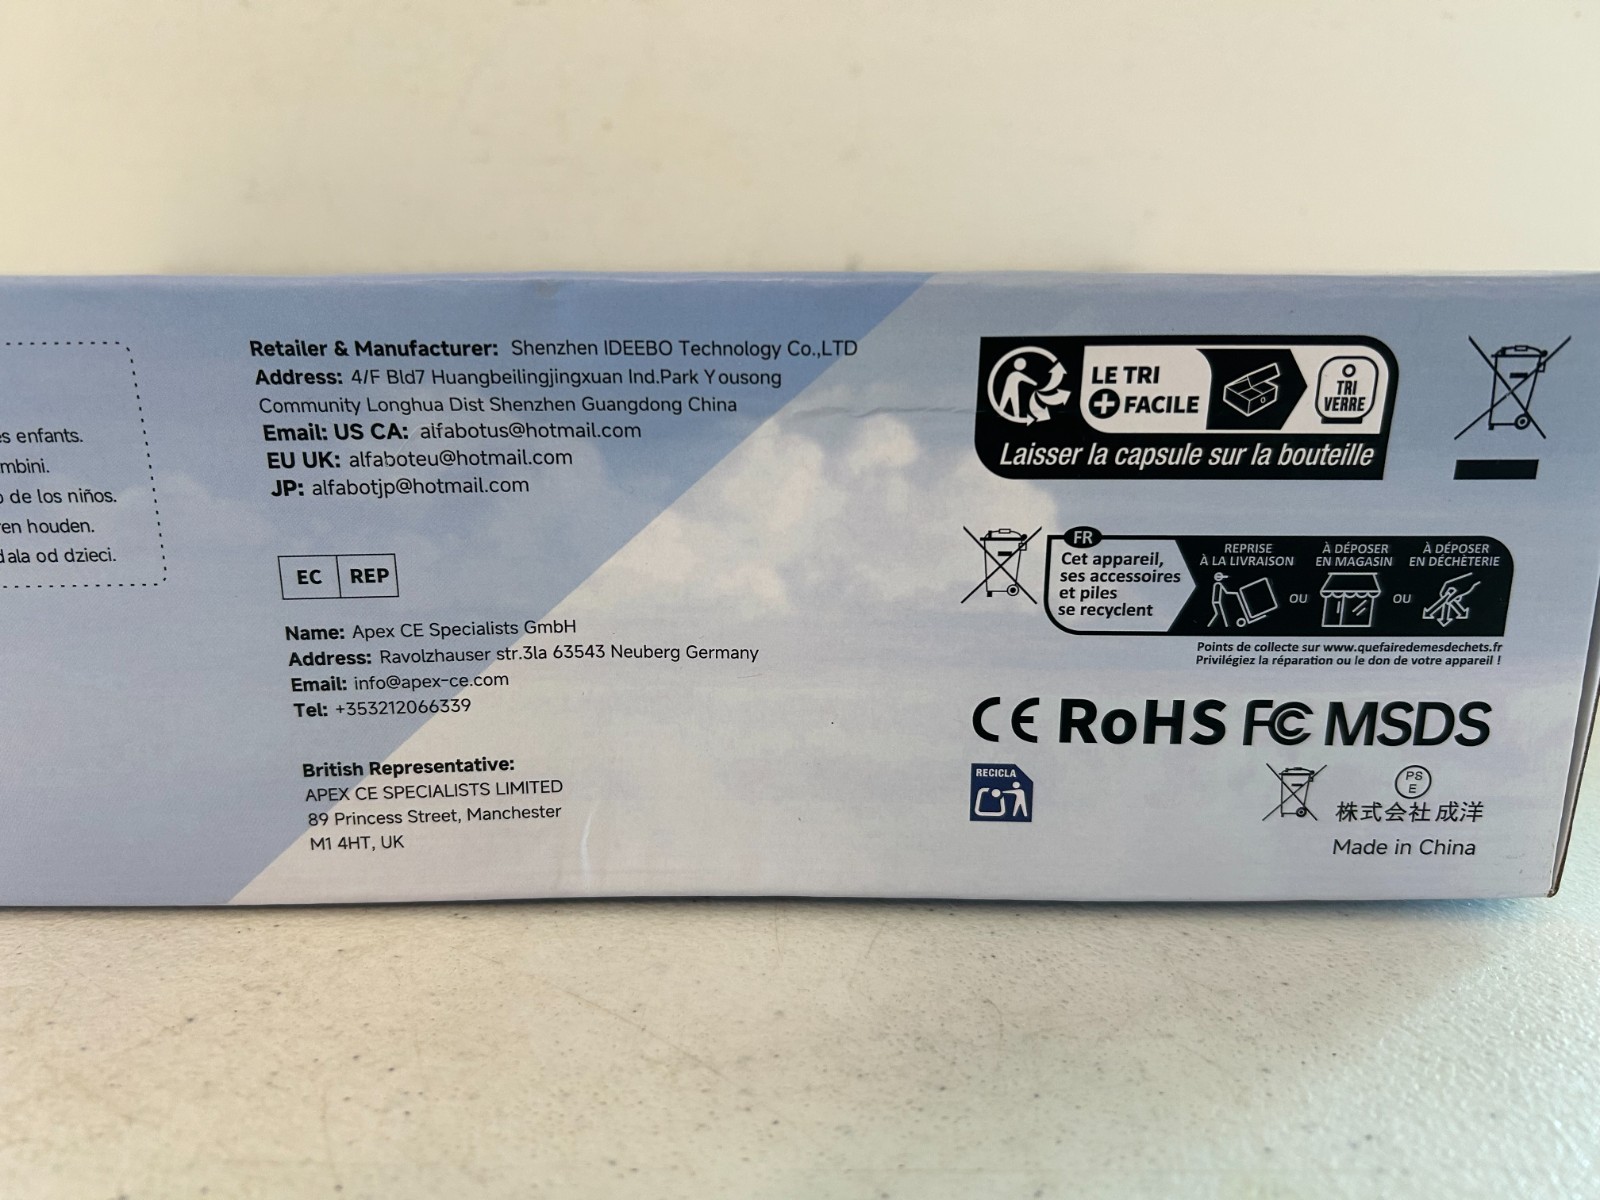 es enfants.
mbini.
o de los niños.
en houden.
dala od dzieci.
Retailer & Manufacturer: Shenzhen IDEEBO Technology Co.,LTD
Address: 4/F Bld7 Huangbeilingjingxuan Ind.Park Yousong
Community Longhua Dist Shenzhen Guangdong China
Email: US CA: alfabotus@hotmail.com
EU UK: alfaboteu@hotmail.com
JP: alfabotjp@hotmail.com
EC REP
Name: Apex CE Specialists GmbH
Address: Ravolzhauser str.3la 63543 Neuberg Germany
Email: info@apex-ce.com
Tel: +353212066339
British Representative:
APEX CE SPECIALISTS LIMITED
89 Princess Street, Manchester
M1 4HT, UK
LE TRI
+ FACILE
TRI
VERRE
Laisser la capsule sur la bouteille
FR
Cet appareil,
ses accessoires
et piles
se recyclent
REPRISE
À LA LIVRAISON
OU
À DÉPOSER
EN MAGASIN
OU
À DÉPOSER
EN DÉCHÈTERIE
Points de collecte sur www.quefairedemesdechets.fr
Privilégiez la réparation ou le don de votre appareil !
CE RoHS FC MSDS
RECICLA
PS
E
株式会社成洋
Made in China